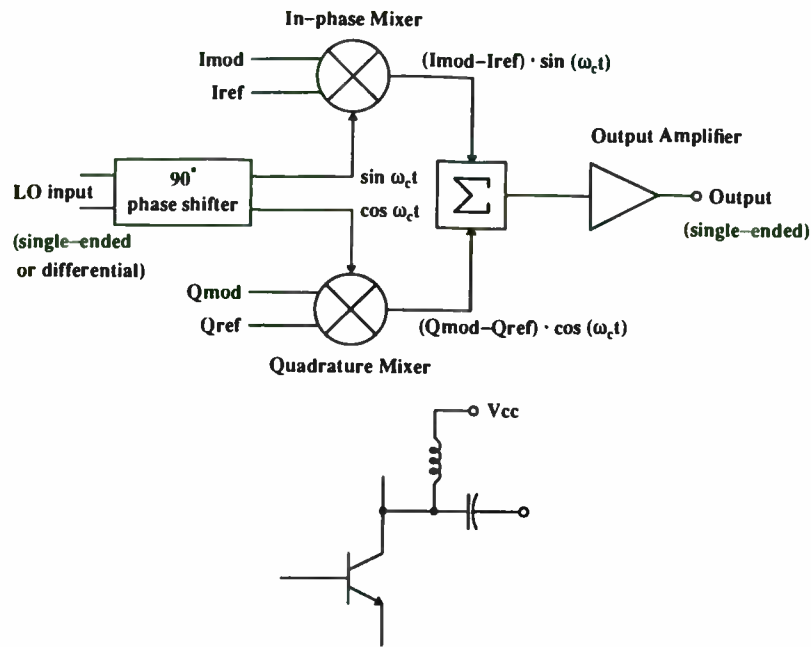 In-phase Mixer
Imod
Iref
(Imod-Iref) · sin (ωct)
Output Amplifier
90°
phase shifter
LO input
(single-ended
or differential)
sin ωct
cos ωct
Σ
Output
(single-ended)
Qmod
Qref
(Qmod-Qref) · cos (ωct)
Quadrature Mixer
Vcc